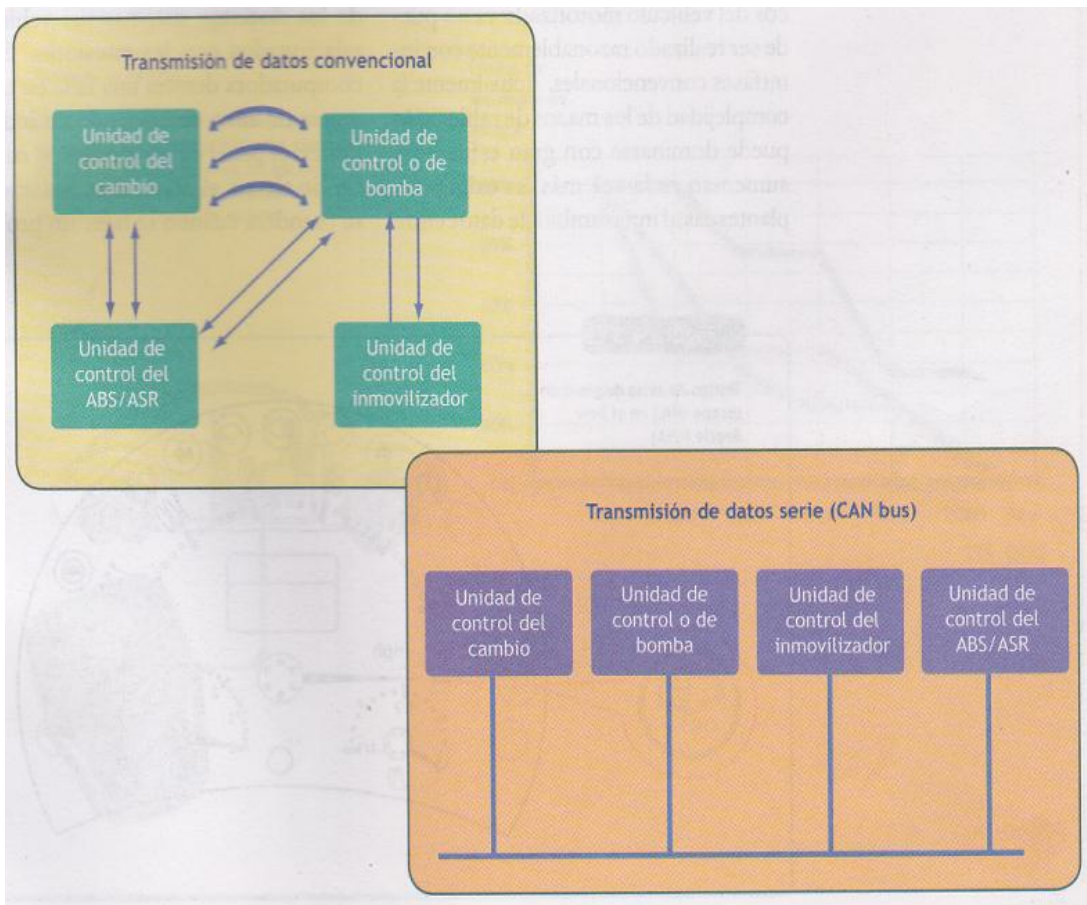 Transmisión de datos convencional
Unidad de
control del
cambio
Unidad de
control o de
bomba
Unidad de
control del
ABS/ASR
Unidad de
control del
inmovilizador
Transmisión de datos serie (CAN bus)
Unidad de
control del
cambio
Unidad de
control o de
bomba
Unidad de
control del
inmovilizador
Unidad de
control del
ABS/ASR